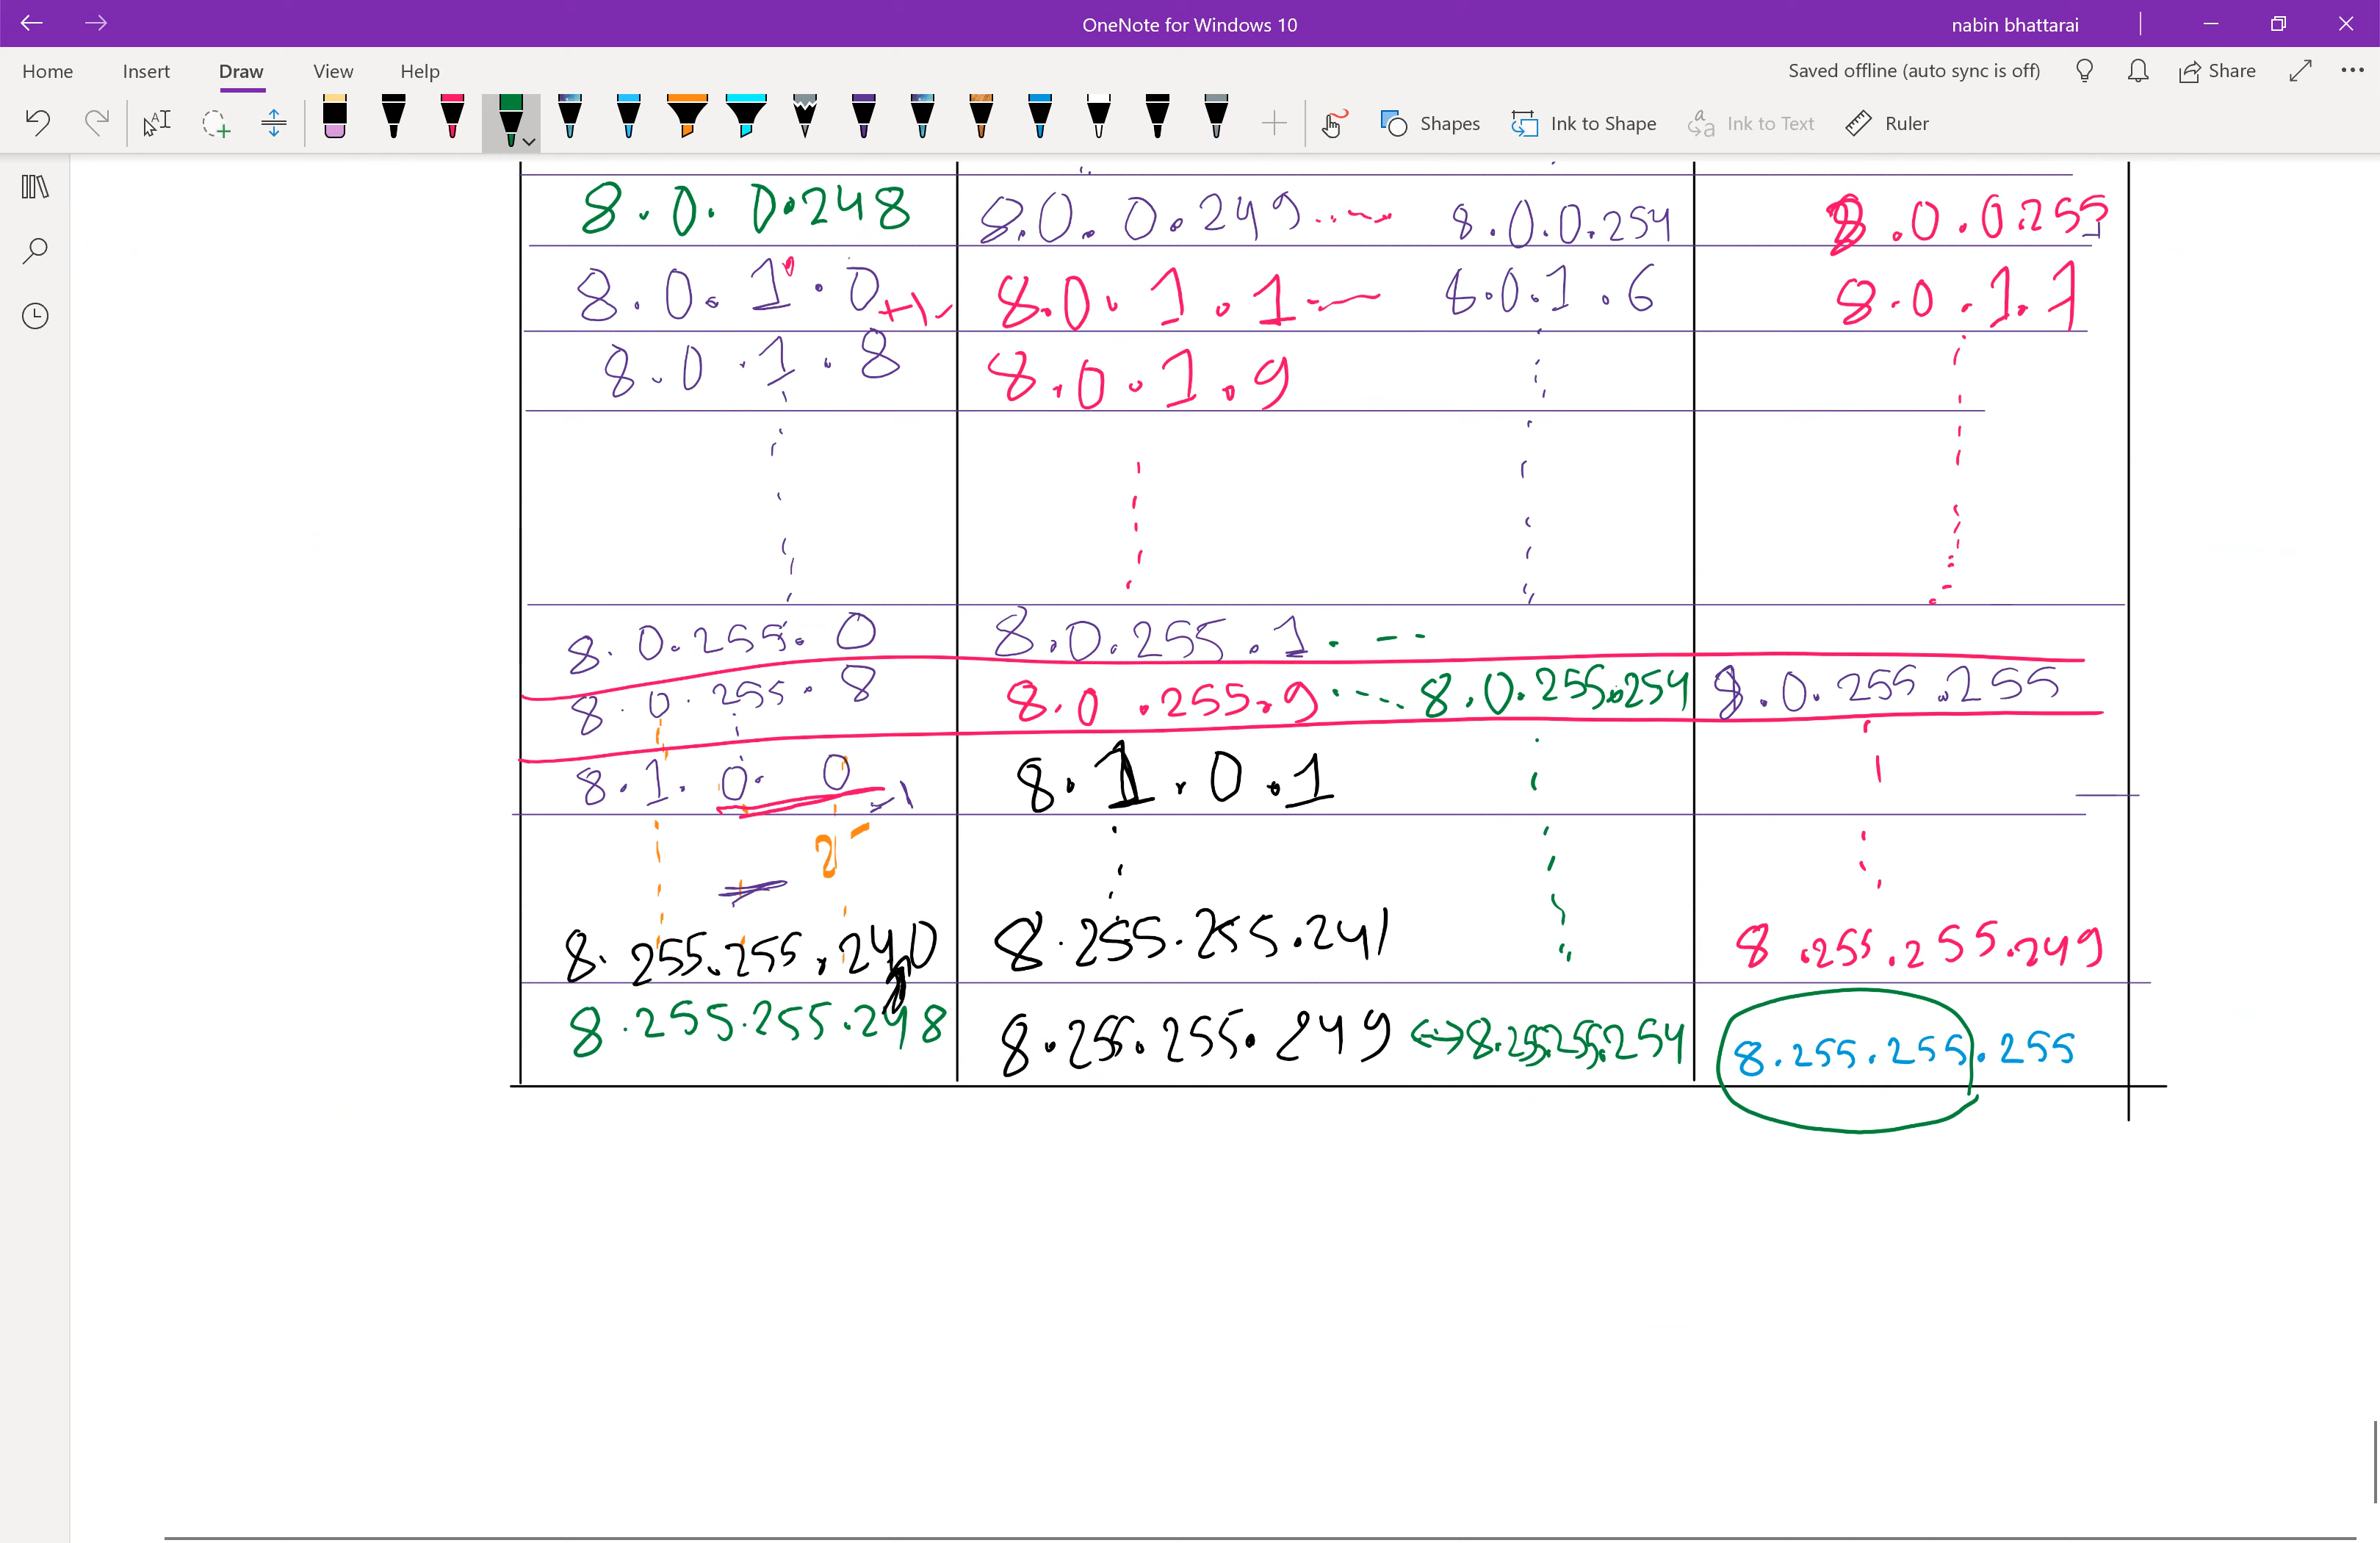 OneNote for Windows 10
nabin bhattarai
Home Insert Draw View Help
Saved offline (auto sync is off) Share
Shapes Ink to Shape Ink to Text Ruler
8.0.0.248 8.0.0.249 8.0.0.254 8.0.0.255
8.0.1.0 +1 8.0.1.1 8.0.1.6 8.0.1.7
8.0.1.8 8.0.1.9
8.0.255.0 8.0.255.1
8.0.255.8 8.0.255.9 8.0.255.254 8.0.255.255
8.1.0.0 -1 8.1.0.1
8.255.255.240 8.255.255.241 8.255.255.249
8.255.255.248 8.255.255.249 <-> 8.255.255.254 8.255.255.255